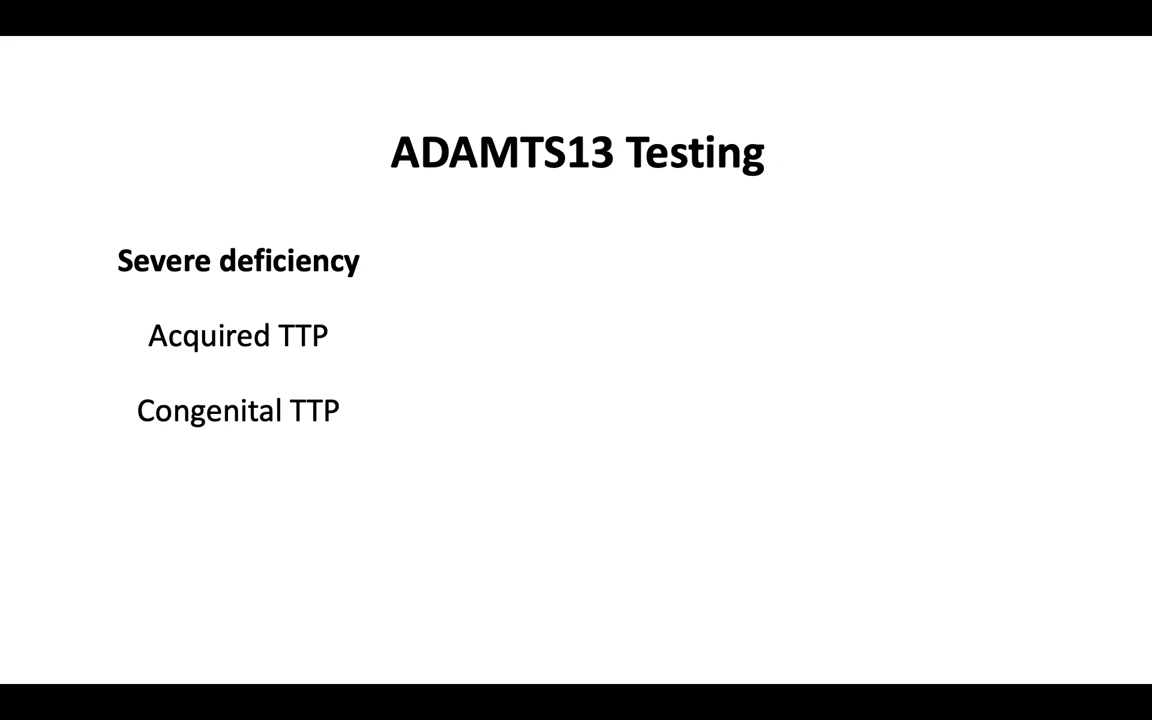 ADAMTS13 Testing
Severe deficiency
Acquired TTP
Congenital TTP